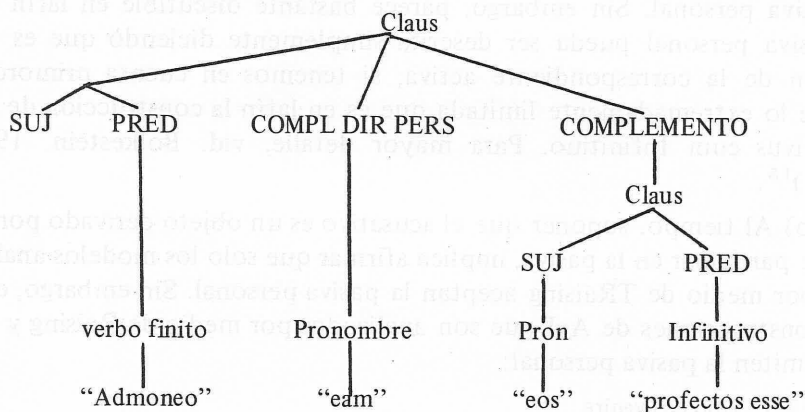 Claus
SUJ PRED COMPL DIR PERS COMPLEMENTO
Claus
SUJ PRED
verbo finito Pronombre Pron Infinitivo
“Admoneo” “eam” “eos” “profectos esse”